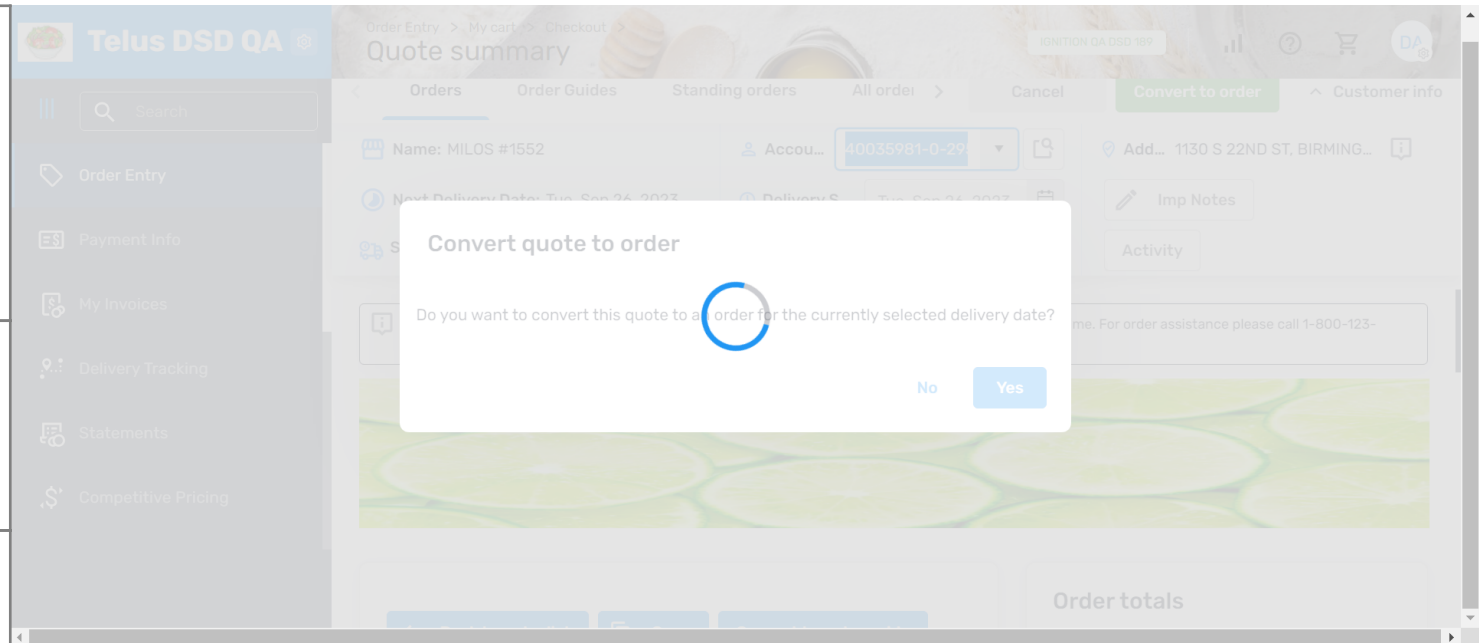 Telus DSD QA
Order Entry > My cart > Checkout >
Quote summary
IGNITION QA DSD 189
DA
Search
Orders
Order Guides
Standing orders
All order
Cancel
Convert to order
Customer info
Name: MILOS #1552
Accou...
40035981-0-295
Add... 1130 S 22ND ST, BIRMING...
Order Entry
Next Delivery Date: Tue, Sep 26, 2023
Delivery S
Tue, Sep 26, 2023
Imp Notes
Payment Info
S
Activity
Convert quote to order
My Invoices
Do you want to convert this quote to an order for the currently selected delivery date?
me. For order assistance please call 1-800-123-
Delivery Tracking
No
Yes
Statements
Competitive Pricing
Order totals